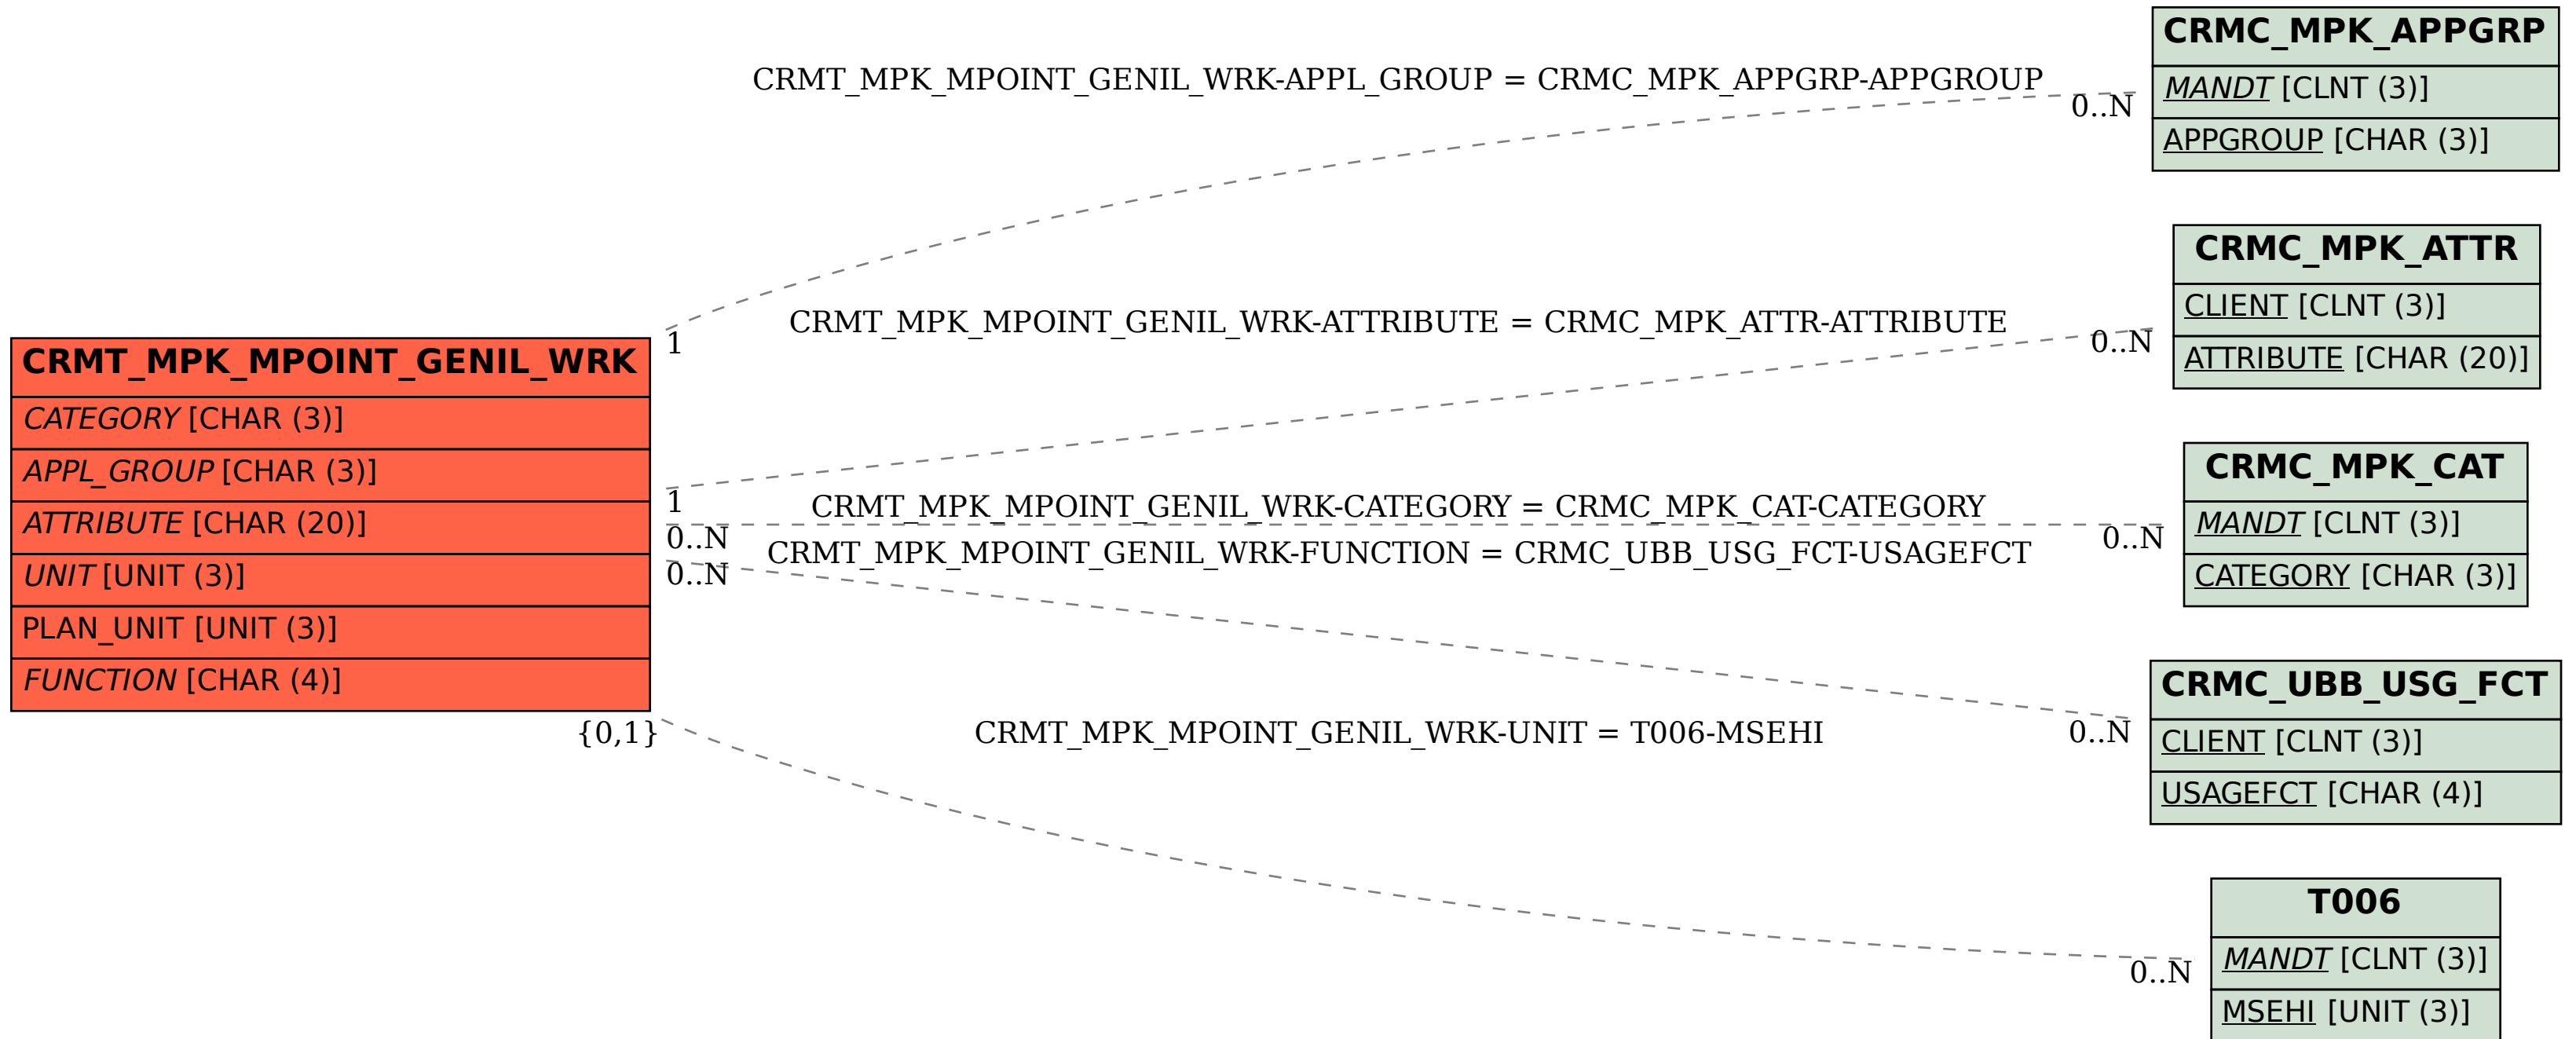 CRMT_MPK_MPOINT_GENIL_WRK
CATEGORY [CHAR (3)]
APPL_GROUP [CHAR (3)]
ATTRIBUTE [CHAR (20)]
UNIT [UNIT (3)]
PLAN_UNIT [UNIT (3)]
FUNCTION [CHAR (4)]
CRMT_MPK_MPOINT_GENIL_WRK-APPL_GROUP = CRMC_MPK_APPGRP-APPGROUP
1
0..N
CRMT_MPK_MPOINT_GENIL_WRK-ATTRIBUTE = CRMC_MPK_ATTR-ATTRIBUTE
1
0..N
CRMT_MPK_MPOINT_GENIL_WRK-CATEGORY = CRMC_MPK_CAT-CATEGORY
0..N
0..N
CRMT_MPK_MPOINT_GENIL_WRK-FUNCTION = CRMC_UBB_USG_FCT-USAGEFCT
0..N
0..N
CRMT_MPK_MPOINT_GENIL_WRK-UNIT = T006-MSEHI
{0,1}
0..N
CRMC_MPK_APPGRP
MANDT [CLNT (3)]
APPGROUP [CHAR (3)]
CRMC_MPK_ATTR
CLIENT [CLNT (3)]
ATTRIBUTE [CHAR (20)]
CRMC_MPK_CAT
MANDT [CLNT (3)]
CATEGORY [CHAR (3)]
CRMC_UBB_USG_FCT
CLIENT [CLNT (3)]
USAGEFCT [CHAR (4)]
T006
MANDT [CLNT (3)]
MSEHI [UNIT (3)]